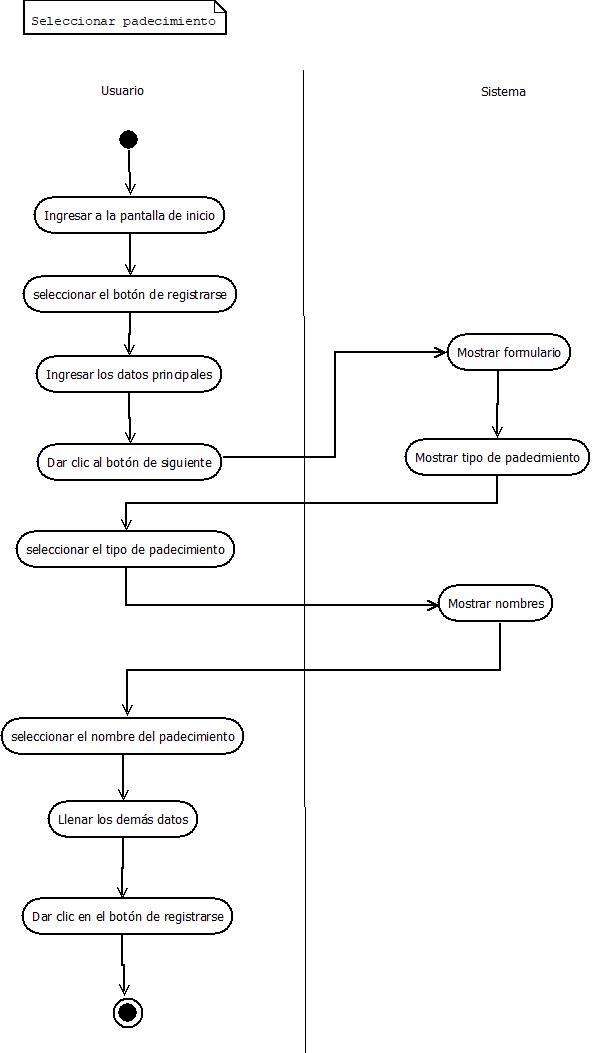 Seleccionar padecimiento
Usuario
Sistema
Ingresar a la pantalla de inicio
seleccionar el botón de registrarse
Mostrar formulario
Ingresar los datos principales
Dar clic al botón de siguiente
Mostrar tipo de padecimiento
seleccionar el tipo de padecimiento
Mostrar nombres
seleccionar el nombre del padecimiento
Llenar los demás datos
Dar clic en el botón de registrarse